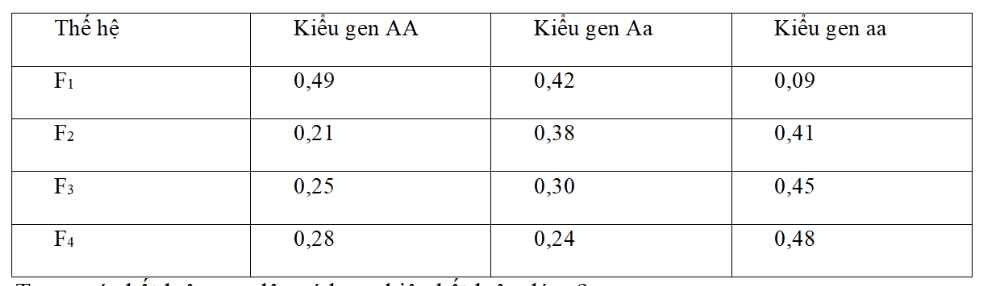 Thế hệ Kiểu gen AA Kiểu gen Aa Kiểu gen aa
F₁ 0,49 0,42 0,09
F₂ 0,21 0,38 0,41
F₃ 0,25 0,30 0,45
F₄ 0,28 0,24 0,48